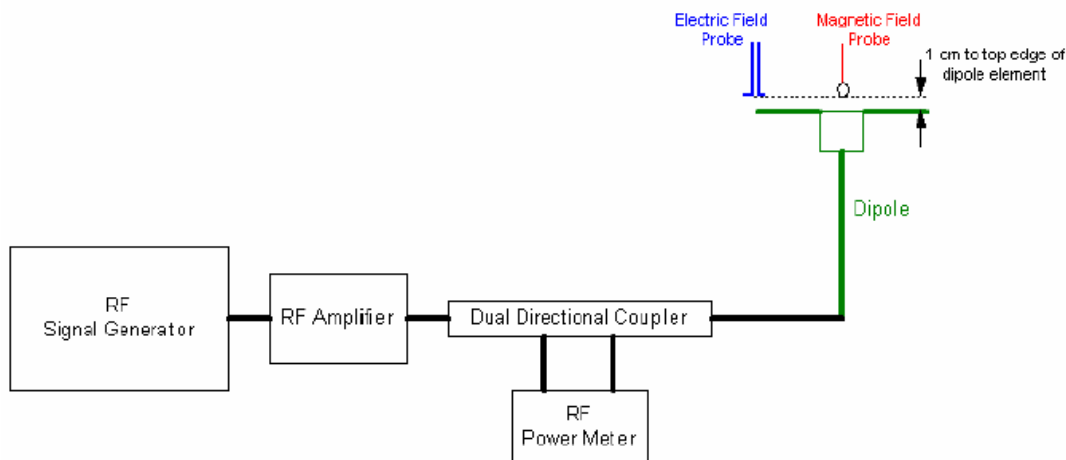 Electric Field
Probe
Magnetic Field
Probe
1 cm to top edge of
dipole element
Dipole
RF
Signal Generator
RF Amplifier
Dual Directional Coupler
RF
Power Meter